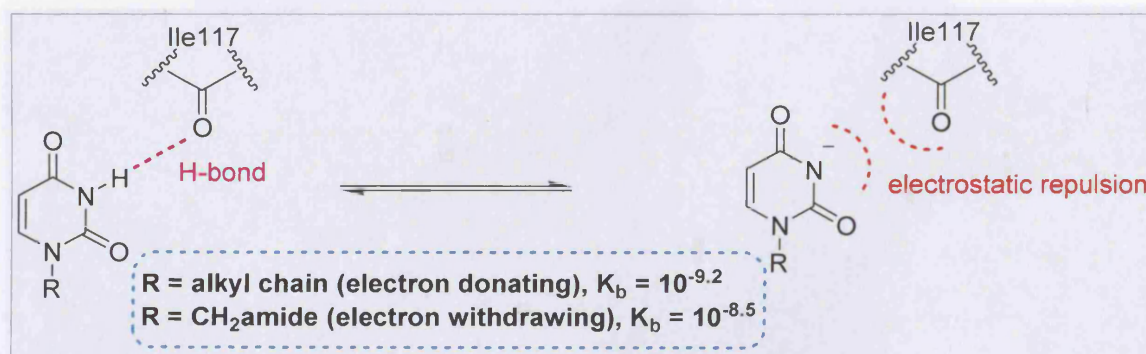 Ile117
Ile117
O
O
O
O
N
H
H-bond
N
–
O
O
electrostatic repulsion
N
N
R
R
R = alkyl chain (electron donating), K_b = 10^-9.2
R = CH₂amide (electron withdrawing), K_b = 10^-8.5